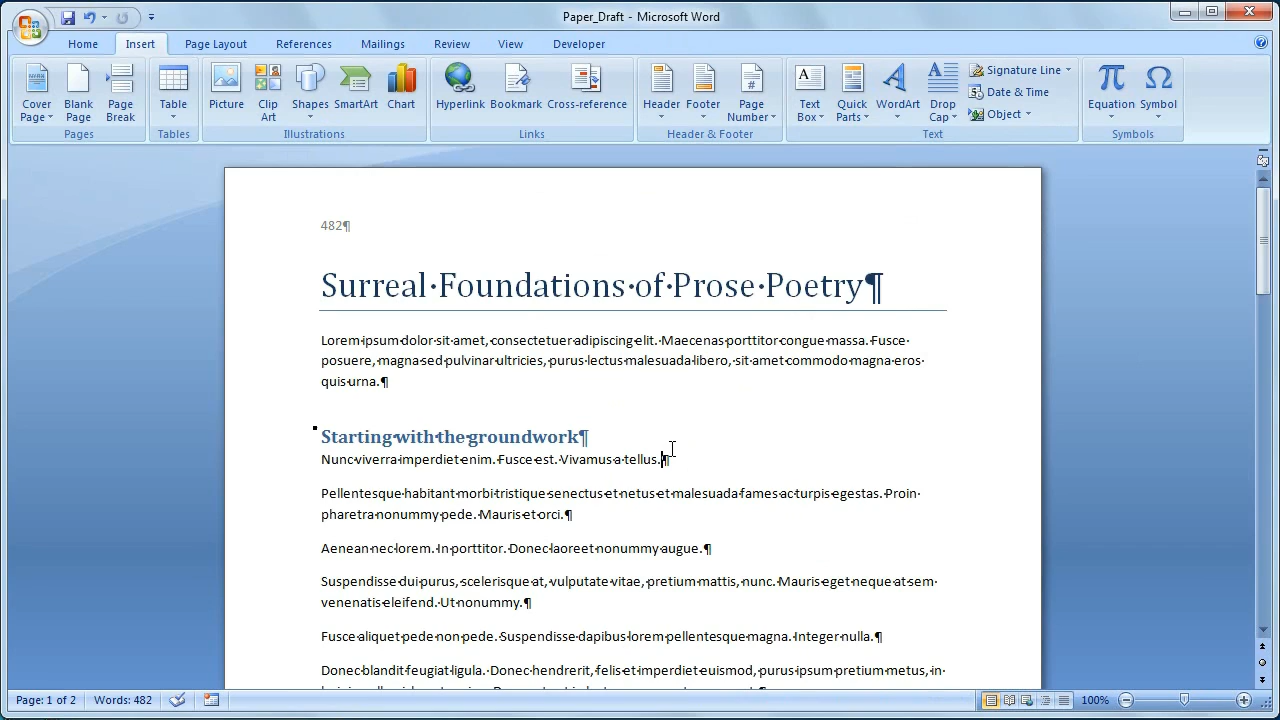 Paper_Draft - Microsoft Word
Home Insert Page Layout References Mailings Review View Developer
Cover Page Blank Page Page Break Table Picture Clip Art Shapes SmartArt Chart Hyperlink Bookmark Cross-reference Header Footer Page Number Text Box Quick Parts WordArt Drop Cap Signature Line Date & Time Object Equation Symbol
Pages Tables Illustrations Links Header & Footer Text Symbols
482¶
Surreal·Foundations·of·Prose·Poetry¶
Lorem·ipsum·dolor·sit·amet,·consectetuer·adipiscing·elit.·Maecenas·porttitor·congue·massa.·Fusce·
posuere,·magna·sed·pulvinar·ultricies,·purus·lectus·malesuada·libero,·sit·amet·commodo·magna·eros·
quis·urna.¶
Starting·with·the·groundwork¶
Nunc·viverra·imperdiet·enim.·Fusce·est.·Vivamus·a·tellus.¶
Pellentesque·habitant·morbi·tristique·senectus·et·netus·et·malesuada·fames·ac·turpis·egestas.·Proin·
pharetra·nonummy·pede.·Mauris·et·orci.¶
Aenean·nec·lorem.·In·porttitor.·Donec·laoreet·nonummy·augue.¶
Suspendisse·dui·purus,·scelerisque·at,·vulputate·vitae,·pretium·mattis,·nunc.·Mauris·eget·neque·at·sem·
venenatis·eleifend.·Ut·nonummy.¶
Fusce·aliquet·pede·non·pede.·Suspendisse·dapibus·lorem·pellentesque·magna.·Integer·nulla.¶
Donec·blandit·feugiat·ligula.·Donec·hendrerit,·felis·et·imperdiet·euismod,·purus·ipsum·pretium·metus,·in·
Page: 1 of 2 Words: 482 100%